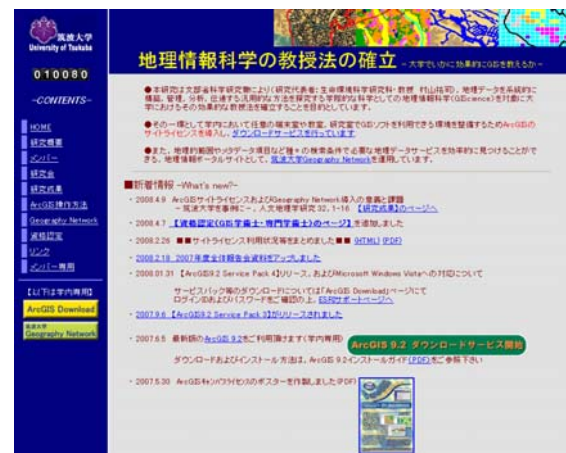 筑波大学
University of Tsukuba
010080
-CONTENTS-
HOME
研究概要
メンバー
研究会
研究成果
ArcGIS操作方法
Geography Network
資格認定
リンク
メンバー専用
【以下は学内専用】
ArcGIS Download
筑波大学
Geography Network
地理情報科学の教授法の確立 -大学でいかに効果的にGISを教えるか-
●本研究は文部省科学研究費により(研究代表者:生命環境科学研究科・教授 村山祐司)、地理データを系統的に
構築、管理、分析、伝達する汎用的な方法を探究する学際的な科学としての地理情報科学(GIScience)を対象に大
学におけるその効果的な教授法を確立することを目的としています。
●その一環として学内において任意の端末室や教室、研究室でGISソフトを利用できる環境を整備するためArcGISの
サイトライセンスを導入し、ダウンロードサービスを行っています
●また、地理的範囲やメタデータ項目など種々の検索条件で必要な地理データサービスを効率的に見つけることがで
きる、地理情報ポータルサイトとして、筑波大学Geography Networkを運用しています。
■新着情報 -What's new?-
・2008.4.9 ArcGISサイトライセンスおよびGeography Network導入の意義と課題
－筑波大学を事例に－、人文地理学研究 32, 1-16 【研究成果】のページへ
・2008.4.7 【資格認定(GIS学術士・専門学術士)のページ】を追加しました
・2008.2.26 ■■サイトライセンス利用状況等をまとめました■■ (HTML) (PDF)
・2008.2.18 2007年度全体報告会資料をアップしました
・2008.01.31 【ArcGIS9.2 Service Pack 4】リリース、およびMicrosoft Windows Vistaへの対応について
サービスパック等のダウンロードについては「ArcGIS Download」ページにて
ログインIDおよびパスワードをご確認の上、ESRIサポートページへ
・2007.9.6 【ArcGIS9.2 Service Pack 3】がリリースされました
・2007.6.5 最新版のArcGIS 9.2をご利用頂けます(学内専用) ArcGIS 9.2 ダウンロードサービス開始
ダウンロードおよびインストール方法は、ArcGIS 9.2インストールガイド(PDF)をご参照下さい
・2007.5.30 ArcGISキャンパスライセンスのポスターを作製しました(PDF)